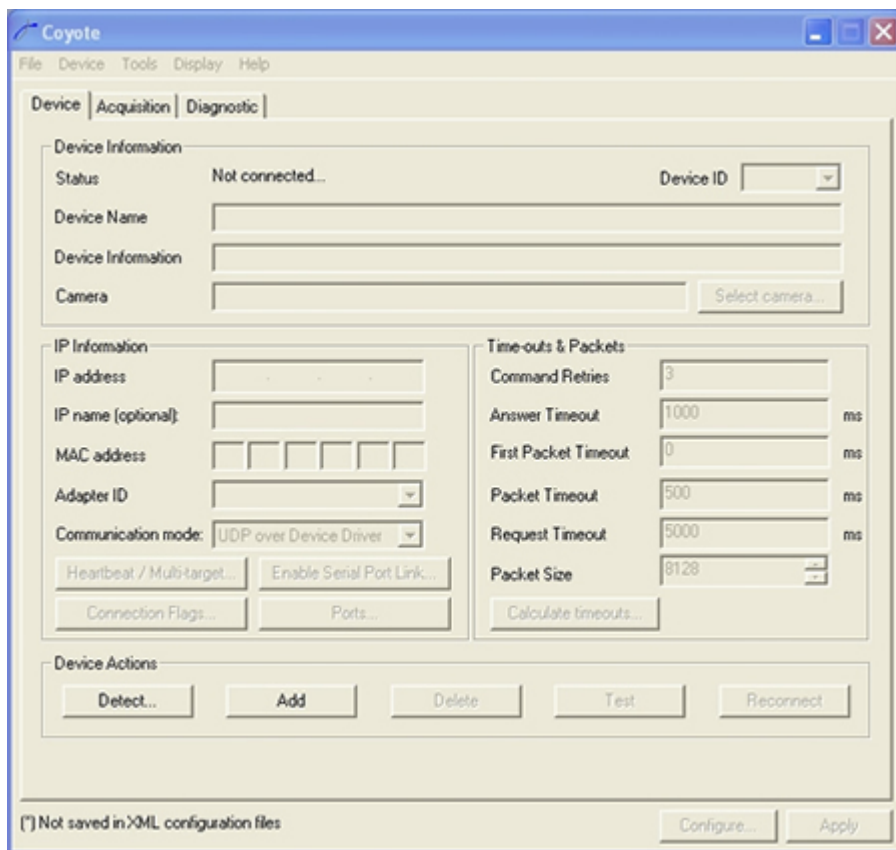 Coyote
File Device Tools Display Help
Device Acquisition Diagnostic
Device Information
Status Not connected... Device ID
Device Name
Device Information
Camera Select camera...
IP Information
IP address . . .
IP name (optional):
MAC address
Adapter ID
Communication mode: UDP over Device Driver
Heartbeat / Multi-target... Enable Serial Port Link...
Connection Flags... Ports...
Time-outs & Packets
Command Retries 3
Answer Timeout 1000 ms
First Packet Timeout 0 ms
Packet Timeout 500 ms
Request Timeout 5000 ms
Packet Size 8128
Calculate timeouts...
Device Actions
Detect... Add Delete Test Reconnect
(*) Not saved in XML configuration files Configure... Apply